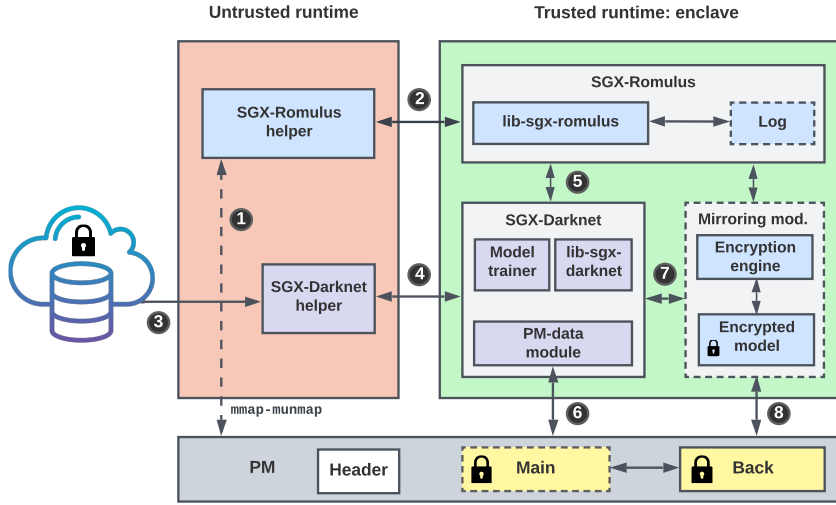 Untrusted runtime
Trusted runtime: enclave
SGX-Romulus
helper
2
SGX-Romulus
lib-sgx-romulus
Log
1
5
3
SGX-Darknet
helper
4
SGX-Darknet
Model
trainer
lib-sgx-
darknet
PM-data
module
7
Mirroring mod.
Encryption
engine
Encrypted
model
mmap-munmap
6
8
PM
Header
Main
Back